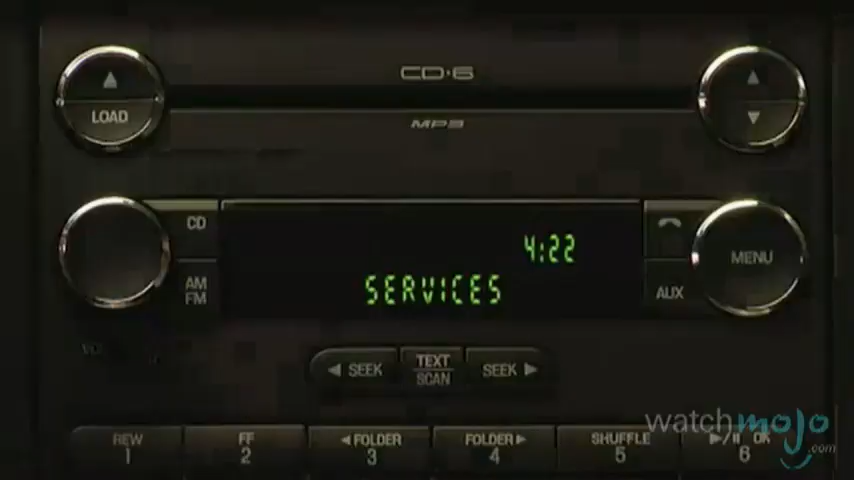 CD·6
LOAD
MP3
CD
4:22
MENU
AM
FM
SERVICES
AUX
SEEK
TEXT
SCAN
SEEK
watchmojo
.com
REW
1
FF
2
FOLDER
3
FOLDER
4
SHUFFLE
5
OK
6